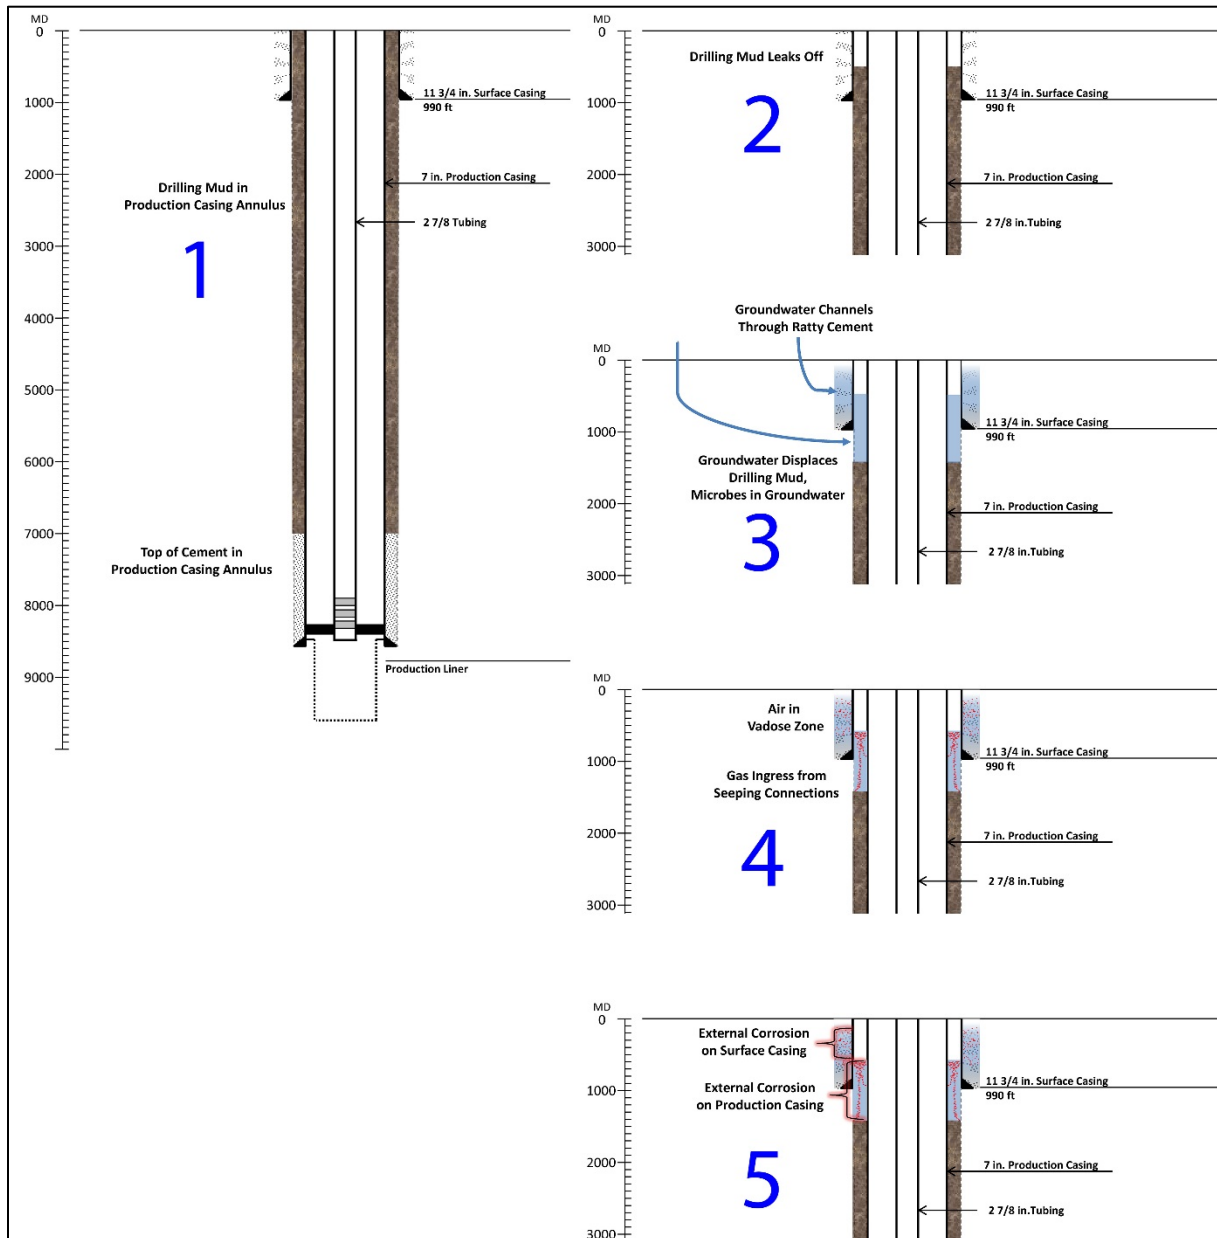 MD
0
1000
2000
3000
4000
5000
6000
7000
8000
9000
11 3/4 in. Surface Casing
990 ft
7 in. Production Casing
Drilling Mud in
Production Casing Annulus
2 7/8 Tubing
1
Top of Cement in
Production Casing Annulus
Production Liner
MD
0
1000
2000
3000
Drilling Mud Leaks Off
2
11 3/4 in. Surface Casing
990 ft
7 in. Production Casing
2 7/8 in.Tubing
Groundwater Channels
Through Ratty Cement
MD
0
1000
2000
3000
11 3/4 in. Surface Casing
990 ft
Groundwater Displaces
Drilling Mud,
Microbes in Groundwater
3
7 in. Production Casing
2 7/8 in.Tubing
MD
0
1000
2000
3000
Air in
Vadose Zone
11 3/4 in. Surface Casing
990 ft
Gas Ingress from
Seeping Connections
4
7 in. Production Casing
2 7/8 in.Tubing
MD
0
1000
2000
3000
External Corrosion
on Surface Casing
11 3/4 in. Surface Casing
990 ft
External Corrosion
on Production Casing
5
7 in. Production Casing
2 7/8 in.Tubing